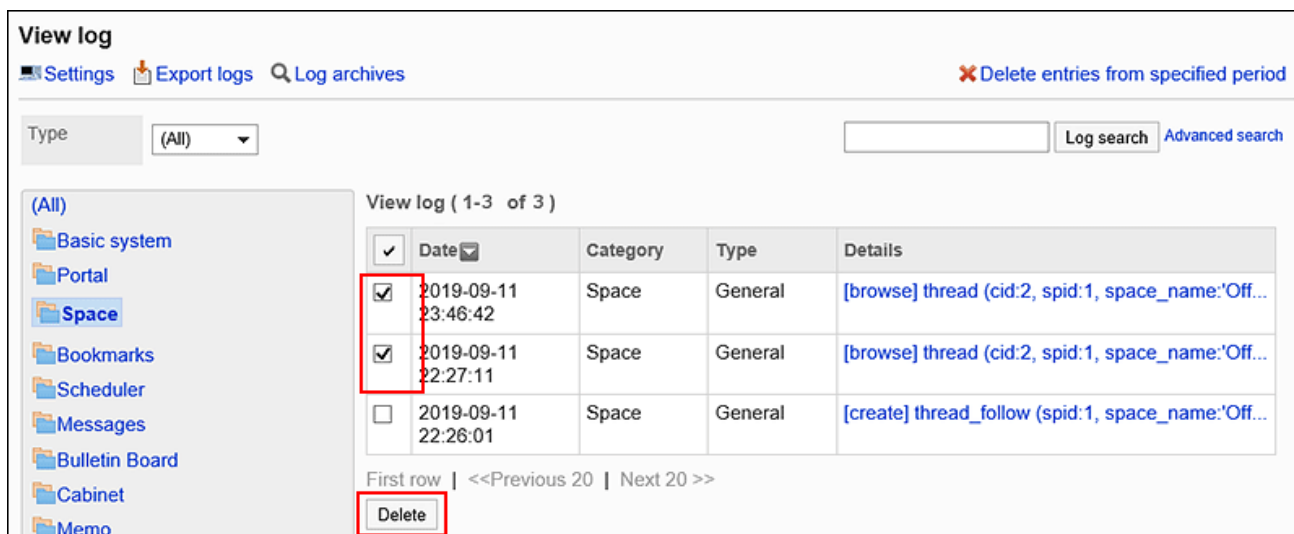 View log
Settings Export logs Log archives Delete entries from specified period
Type (All) Log search Advanced search
(All)
Basic system
Portal
Space
Bookmarks
Scheduler
Messages
Bulletin Board
Cabinet
Memo
View log ( 1-3 of 3 )
Date Category Type Details
2019-09-11 23:46:42 Space General [browse] thread (cid:2, spid:1, space_name:'Off...
2019-09-11 22:27:11 Space General [browse] thread (cid:2, spid:1, space_name:'Off...
2019-09-11 22:26:01 Space General [create] thread_follow (spid:1, space_name:'Off...
First row | <<Previous 20 | Next 20 >>
Delete